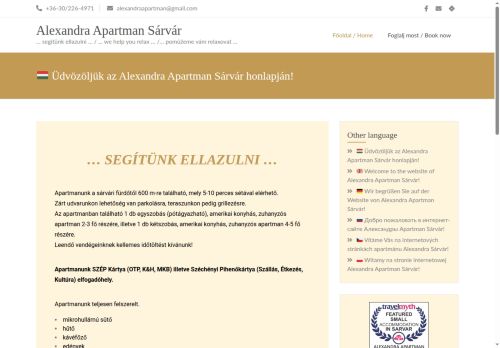 +36-30/226-4971
alexandraapartman@gmail.com
Alexandra Apartman Sárvár
... segítünk ellazulni ... / ... we help you relax ... /... pomôžeme vám relaxovať ...
Főoldal / Home
Foglalj most / Book now
Üdvözöljük az Alexandra Apartman Sárvár honlapján!
... SEGÍTÜNK ELLAZULNI ...
Apartmanunk a sárvári fürdőtől 600 m-re található, mely 5-10 perces sétával elérhető.
Zárt udvarunkon lehetőség van parkolásra, teraszunkon pedig grillezésre.
Az apartmanban található 1 db egyszobás (pótágyazható), amerikai konyhás, zuhanyzós
apartman 2-3 fő részére, illetve 1 db kétszobás, amerikai konyhás, zuhanyzós apartman 4-5 fő
részére.
Leendő vendégeinknek kellemes időtöltést kívánunk!
Apartmanunk SZÉP Kártya (OTP, K&H, MKB) illetve Széchényi Pihenőkártya (Szállás, Étkezés,
Kultúra) elfogadóhely.
Apartmanunk teljesen felszerelt.
mikrohullámú sütő
hűtő
kávéfőző
edények
Other language
Üdvözöljük az Alexandra
Apartman Sárvár honlapján!
Welcome to the website of
Alexandra Apartman Sárvár!
Wir begrüßen Sie auf der
Website von Alexandra Apartman
Sárvár!
Добро пожаловать в интернет-
сайте Александры Apartman Sárvár!
Vítáme Vás na internetových
stránkách apartmánu Alexandra!
Witamy na stronie internetowej
Alexandra Apartman Sárvár!
travelmyth
FEATURED
SMALL
ACCOMMODATION
IN SARVAR
ALEXANDRA APARTMAN